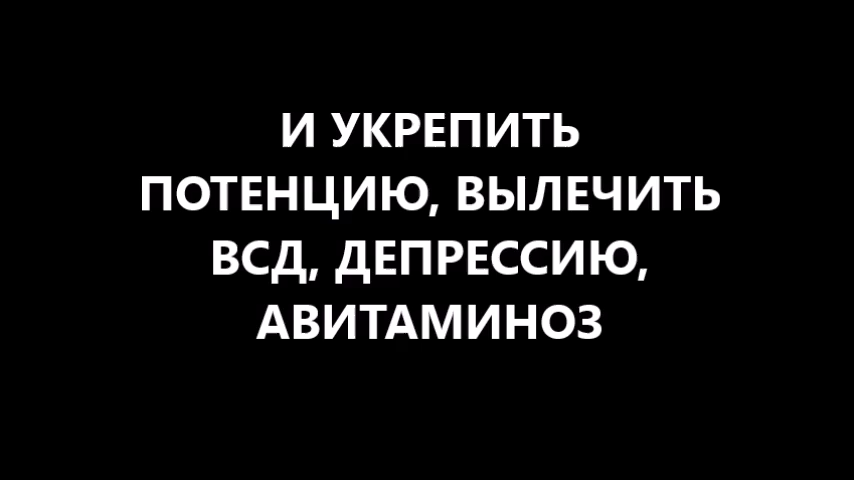 И УКРЕПИТЬ
ПОТЕНЦИЮ, ВЫЛЕЧИТЬ
ВСД, ДЕПРЕССИЮ,
АВИТАМИНОЗ